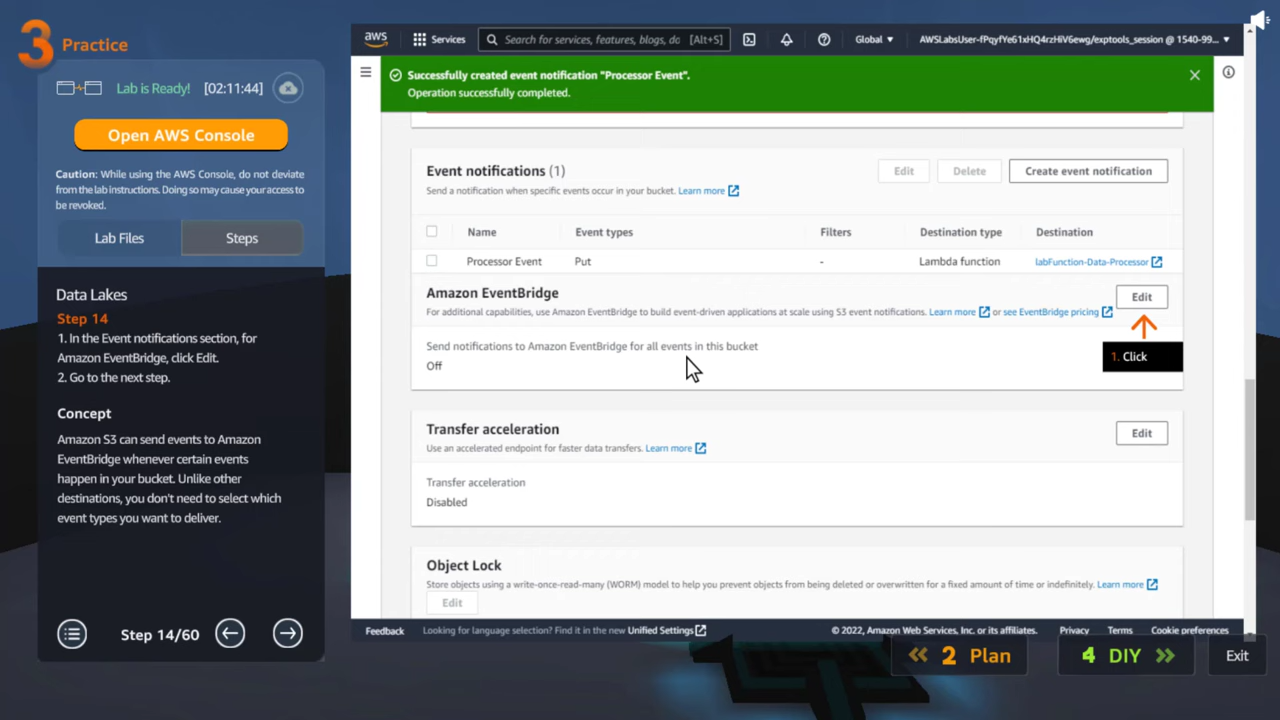 3 Practice
Lab is Ready! [02:11:44]
Open AWS Console
Caution: While using the AWS Console, do not deviate
from the lab instructions. Doing so may cause your access to
be revoked.
Lab Files
Steps
Data Lakes
Step 14
1. In the Event notifications section, for
Amazon EventBridge, click Edit.
2. Go to the next step.
Concept
Amazon S3 can send events to Amazon
EventBridge whenever certain events
happen in your bucket. Unlike other
destinations, you don't need to select which
event types you want to deliver.
Step 14/60
aws
Services
Search for services, features, blogs, do [Alt+S]
Global
AWSLabsUser-fPqyfYe61xHQ4rzHiV6ewg/exptools_session @ 1540-99...
Successfully created event notification "Processor Event".
Operation successfully completed.
Event notifications (1)
Edit
Delete
Create event notification
Send a notification when specific events occur in your bucket. Learn more
Name Event types Filters Destination type Destination
Processor Event Put - Lambda function labFunction-Data-Processor
Amazon EventBridge
Edit
For additional capabilities, use Amazon EventBridge to build event-driven applications at scale using S3 event notifications. Learn more or see EventBridge pricing
Send notifications to Amazon EventBridge for all events in this bucket
Off
1. Click
Transfer acceleration
Edit
Use an accelerated endpoint for faster data transfers. Learn more
Transfer acceleration
Disabled
Object Lock
Store objects using a write-once-read-many (WORM) model to help you prevent objects from being deleted or overwritten for a fixed amount of time or indefinitely. Learn more
Edit
Feedback
Looking for language selection? Find it in the new Unified Settings
© 2022, Amazon Web Services, Inc. or its affiliates.
Privacy
Terms
Cookie preferences
2 Plan
4 DIY
Exit